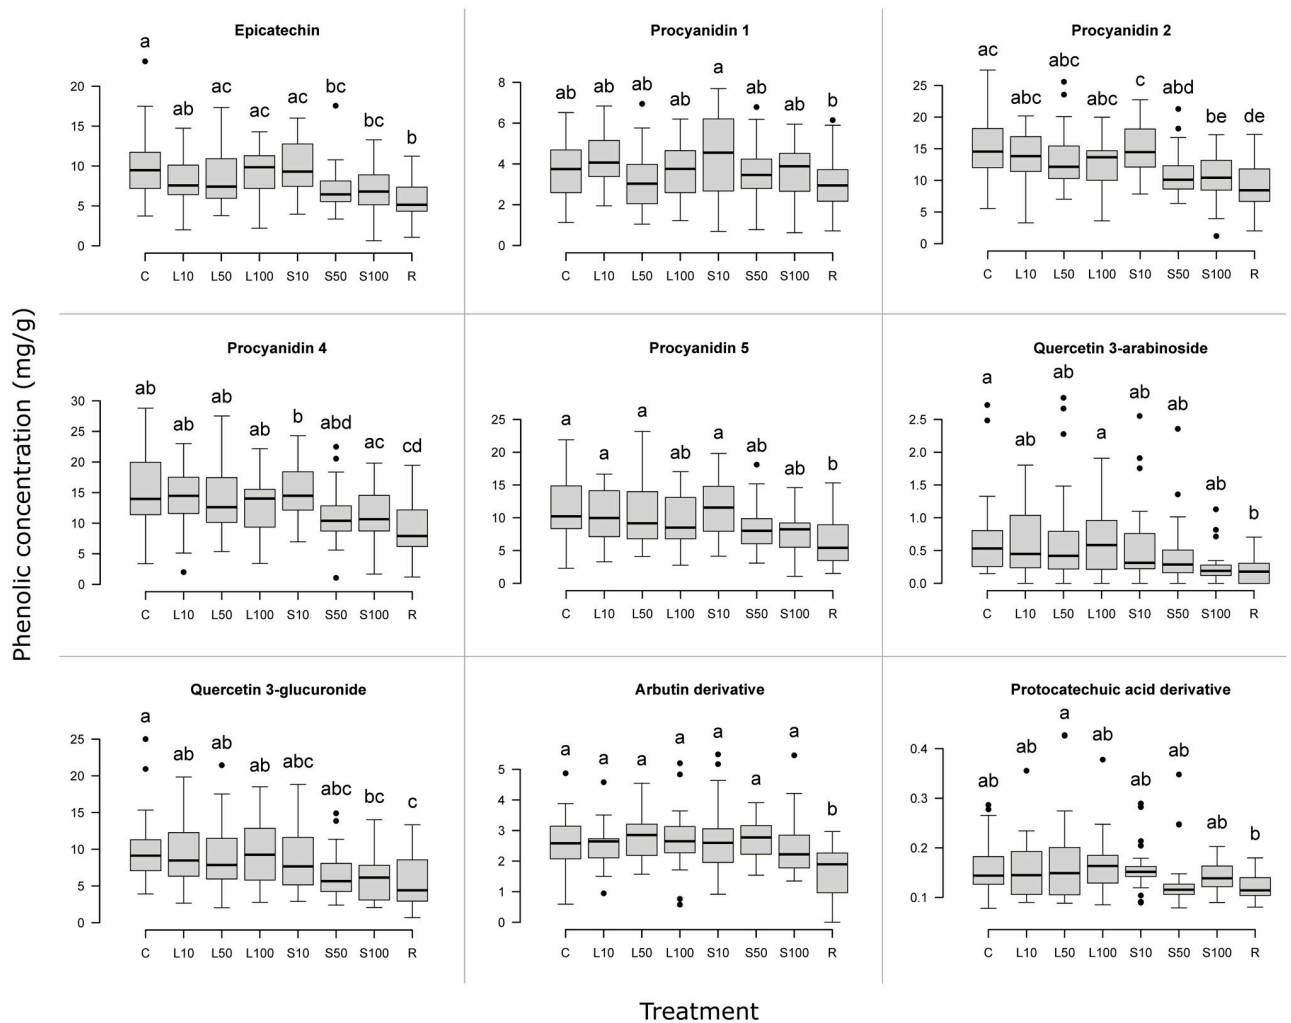 Phenolic concentration (mg/g)
Epicatechin
a ab ac ac ac bc bc b
20
15
10
5
0
C L10 L50 L100 S10 S50 S100 R
Procyanidin 1
ab ab ab ab a ab ab b
8
6
4
2
0
C L10 L50 L100 S10 S50 S100 R
Procyanidin 2
ac abc abc abc c abd be de
25
20
15
10
5
0
C L10 L50 L100 S10 S50 S100 R
Procyanidin 4
ab ab ab ab b abd ac cd
30
25
20
15
10
5
0
C L10 L50 L100 S10 S50 S100 R
Procyanidin 5
a a a ab a ab ab b
25
20
15
10
5
0
C L10 L50 L100 S10 S50 S100 R
Quercetin 3-arabinoside
a ab ab a ab ab ab b
2.5
2.0
1.5
1.0
0.5
0.0
C L10 L50 L100 S10 S50 S100 R
Quercetin 3-glucuronide
a ab ab ab abc abc bc c
25
20
15
10
5
0
C L10 L50 L100 S10 S50 S100 R
Arbutin derivative
a a a a a a a b
5
4
3
2
1
0
C L10 L50 L100 S10 S50 S100 R
Protocatechuic acid derivative
ab ab a ab ab ab ab b
0.4
0.3
0.2
0.1
C L10 L50 L100 S10 S50 S100 R
Treatment